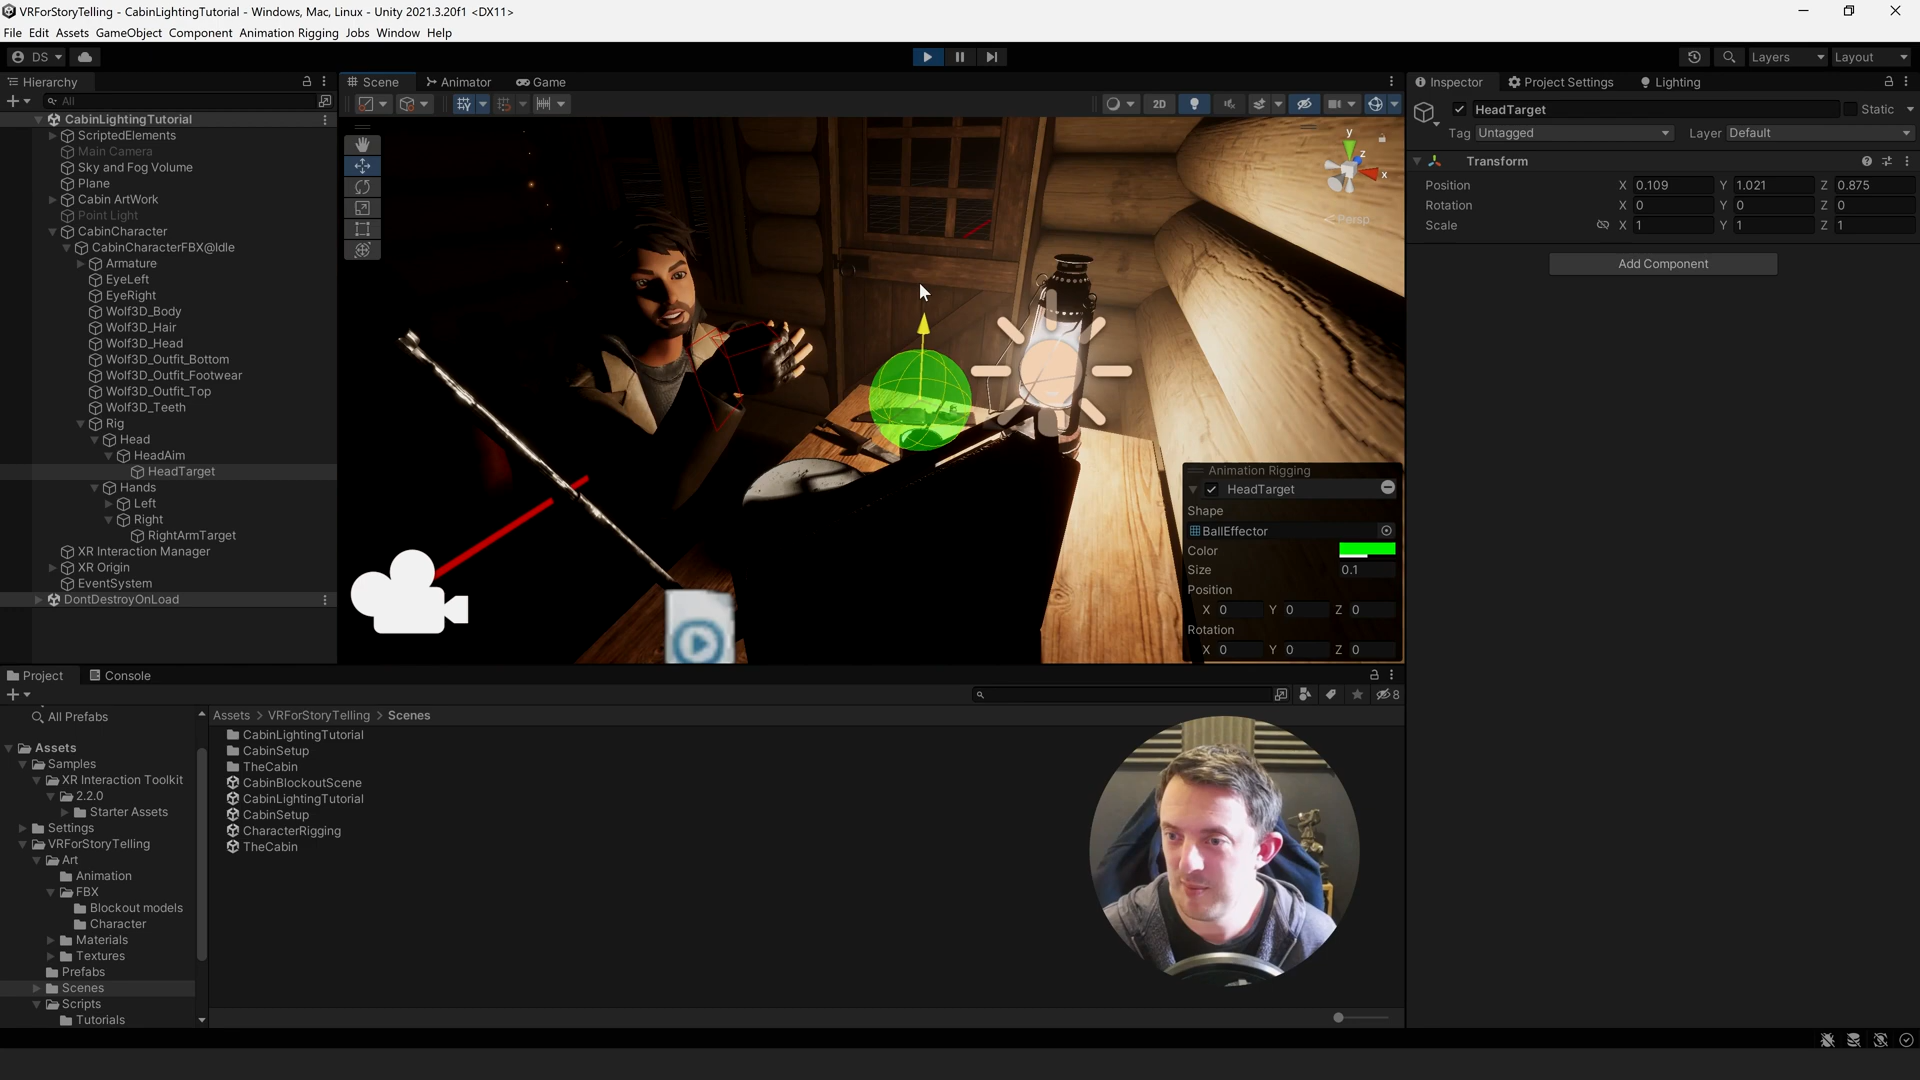 VRForStoryTelling - CabinLightingTutorial - Windows, Mac, Linux - Unity 2021.3.20f1 <DX11>
File Edit Assets GameObject Component Animation Rigging Jobs Window Help
DS Layers Layout
Hierarchy Scene Animator Game Inspector Project Settings Lighting
All
2D
HeadTarget Static
Tag Untagged Layer Default
Transform
Position X 0.109 Y 1.021 Z 0.875
Rotation X 0 Y 0 Z 0
Scale X 1 Y 1 Z 1
Add Component
CabinLightingTutorial
ScriptedElements
Main Camera
Sky and Fog Volume
Plane
Cabin ArtWork
Point Light
CabinCharacter
CabinCharacterFBX@Idle
Armature
EyeLeft
EyeRight
Wolf3D_Body
Wolf3D_Hair
Wolf3D_Head
Wolf3D_Outfit_Bottom
Wolf3D_Outfit_Footwear
Wolf3D_Outfit_Top
Wolf3D_Teeth
Rig
Head
HeadAim
HeadTarget
Hands
Left
Right
RightArmTarget
XR Interaction Manager
XR Origin
EventSystem
DontDestroyOnLoad
y
z
x
Persp
Animation Rigging
HeadTarget
Shape
BallEffector
Color
Size 0.1
Position
X 0 Y 0 Z 0
Rotation
X 0 Y 0 Z 0
Project Console
8
All Prefabs
Assets
Samples
XR Interaction Toolkit
2.2.0
Starter Assets
Settings
VRForStoryTelling
Art
Animation
FBX
Blockout models
Character
Materials
Textures
Prefabs
Scenes
Scripts
Tutorials
Assets > VRForStoryTelling > Scenes
CabinLightingTutorial
CabinSetup
TheCabin
CabinBlockoutScene
CabinLightingTutorial
CabinSetup
CharacterRigging
TheCabin